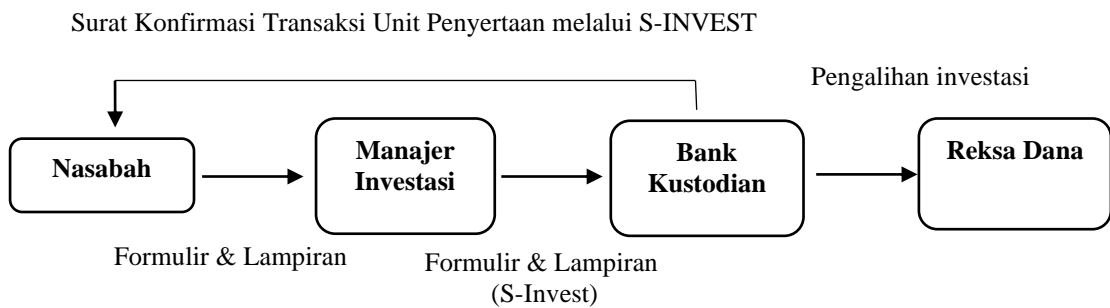 Surat Konfirmasi Transaksi Unit Penyertaan melalui S-INVEST
Pengalihan investasi
Nasabah
Manajer
Investasi
Bank
Kustodian
Reksa Dana
Formulir & Lampiran
Formulir & Lampiran
(S-Invest)